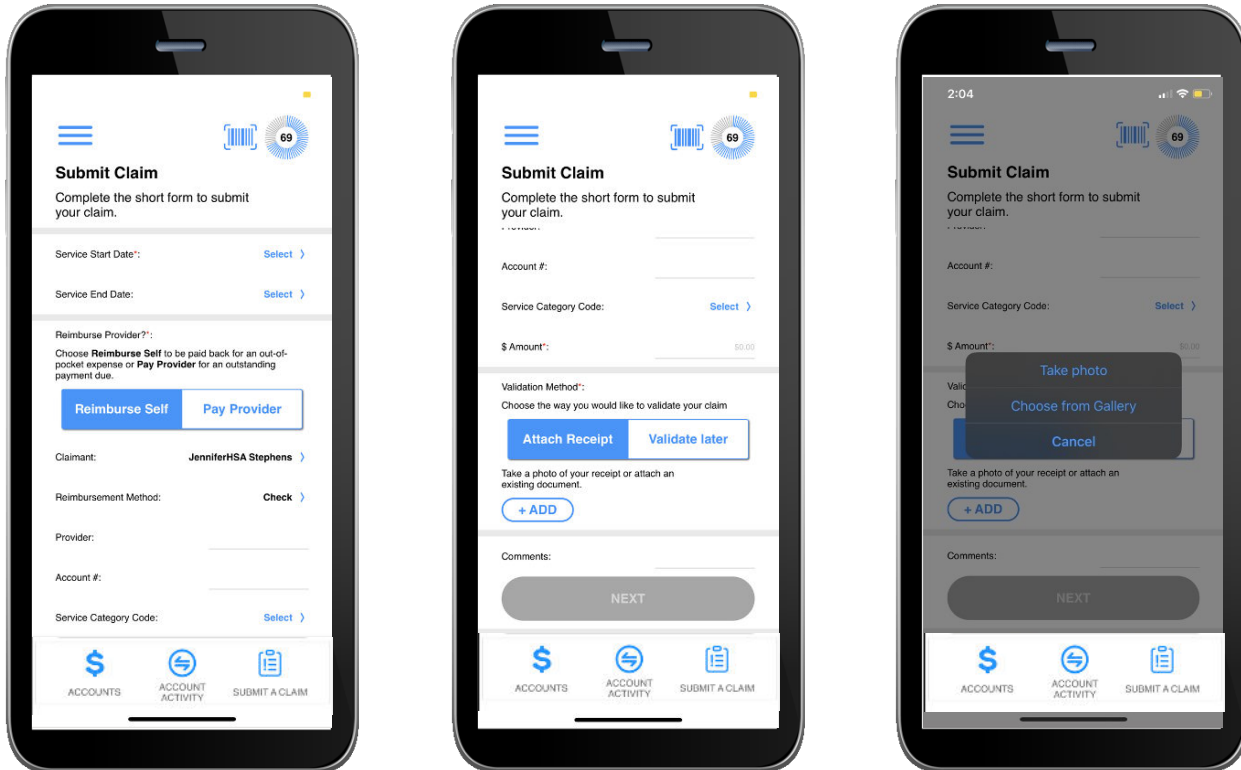 69
Submit Claim
Complete the short form to submit
your claim.
Service Start Date*:
Select
Service End Date:
Select
Reimburse Provider?*:
Choose Reimburse Self to be paid back for an out-of-
pocket expense or Pay Provider for an outstanding
payment due.
Reimburse Self
Pay Provider
Claimant:
JenniferHSA Stephens
Reimbursement Method:
Check
Provider:
Account #:
Service Category Code:
Select
ACCOUNTS
ACCOUNT
ACTIVITY
SUBMIT A CLAIM
69
Submit Claim
Complete the short form to submit
your claim.
Provider:
Account #:
Service Category Code:
Select
$ Amount*:
$0.00
Validation Method*:
Choose the way you would like to validate your claim
Attach Receipt
Validate later
Take a photo of your receipt or attach an
existing document.
+ ADD
Comments:
NEXT
ACCOUNTS
ACCOUNT
ACTIVITY
SUBMIT A CLAIM
2:04
69
Submit Claim
Complete the short form to submit
your claim.
Account #:
Service Category Code:
Select
$ Amount*:
$0.00
Take photo
Choose from Gallery
Cancel
Take a photo of your receipt or attach an
existing document.
+ ADD
Comments:
NEXT
ACCOUNTS
ACCOUNT
ACTIVITY
SUBMIT A CLAIM